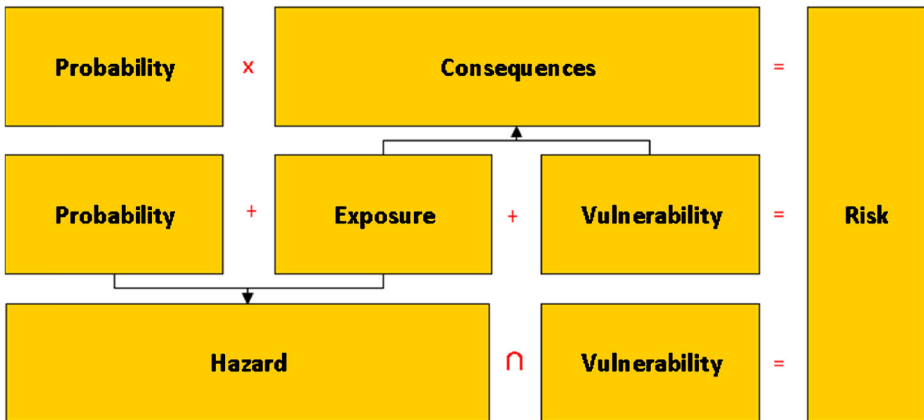 Probability x Consequences =
Probability + Exposure + Vulnerability = Risk
Hazard ∩ Vulnerability =